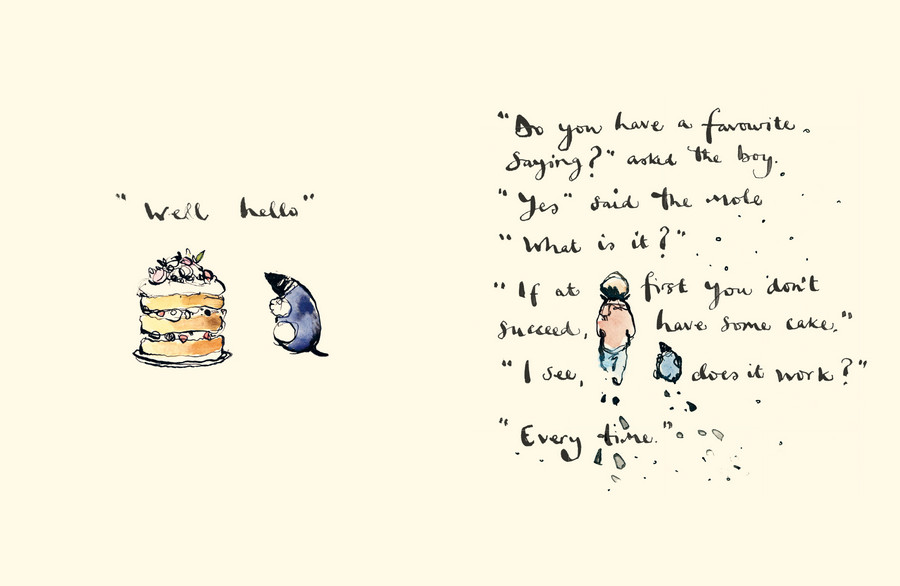 "Well hello"
"Do you have a favourite
saying?" asked the boy.
"Yes" said the mole
"What is it?"
"If at first you don't
succeed, have some cake."
"I see, does it work?"
"Every time."